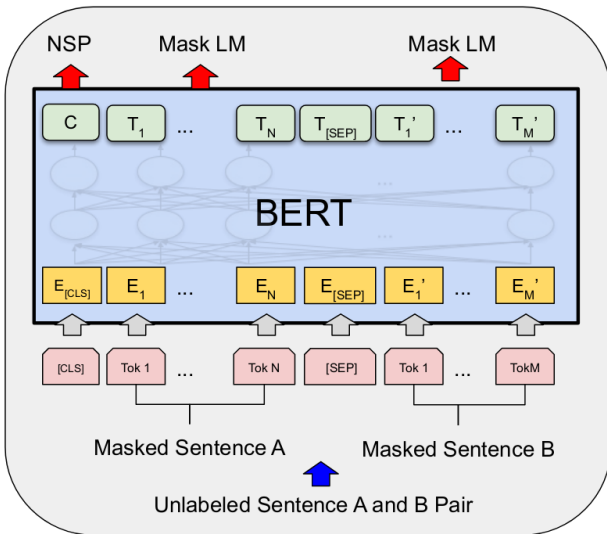 NSP Mask LM Mask LM
C T1 ... TN T[SEP] T1' ... TM'
...
...
BERT
E[CLS] E1 ... EN E[SEP] E1' ... EM'
[CLS] Tok 1 ... Tok N [SEP] Tok 1 ... TokM
Masked Sentence A Masked Sentence B
Unlabeled Sentence A and B Pair